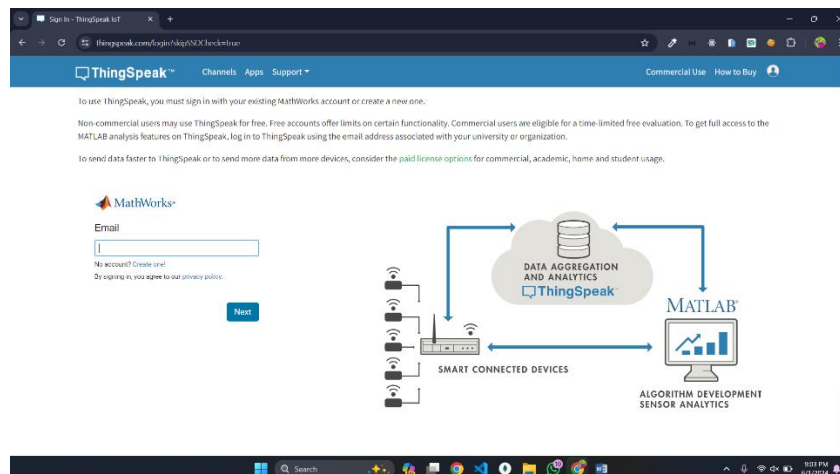 Sign In - ThingSpeak IoT
thingspeak.com/login?skipSSOCheck=true
ThingSpeak™ Channels Apps Support Commercial Use How to Buy
To use ThingSpeak, you must sign in with your existing MathWorks account or create a new one.
Non-commercial users may use ThingSpeak for free. Free accounts offer limits on certain functionality. Commercial users are eligible for a time-limited free evaluation. To get full access to the
MATLAB analysis features on ThingSpeak, log in to ThingSpeak using the email address associated with your university or organization.
To send data faster to ThingSpeak or to send more data from more devices, consider the paid license options for commercial, academic, home and student usage.
MathWorks®
Email
No account? Create one!
By signing in, you agree to our privacy policy.
Next
DATA AGGREGATION
AND ANALYTICS
ThingSpeak
MATLAB®
SMART CONNECTED DEVICES
ALGORITHM DEVELOPMENT
SENSOR ANALYTICS
Search
9:03 PM
6/1/2024